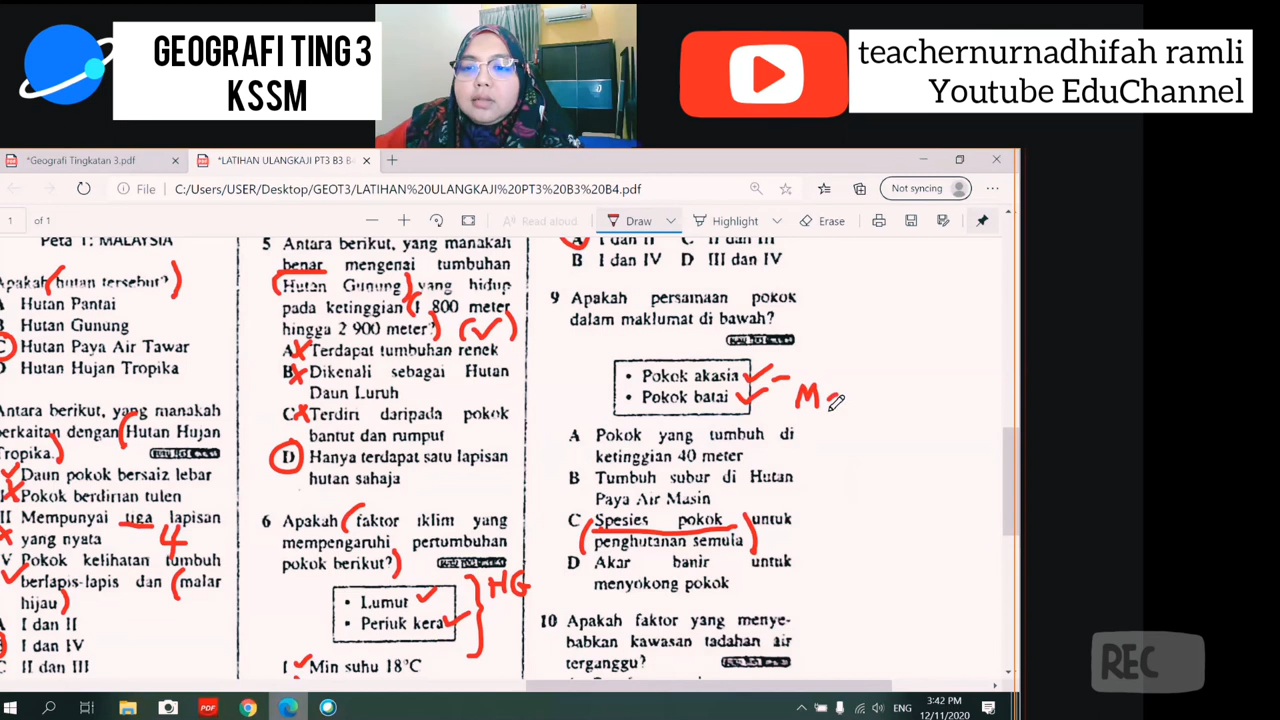 GEOGRAFI TING 3
KSSM
teachernurnadhifah ramli
Youtube EduChannel
*Geografi Tingkatan 3.pdf
*LATIHAN ULANGKAJI PT3 B3 B4
File
C:/Users/USER/Desktop/GEOT3/LATIHAN%20ULANGKAJI%20PT3%20B3%20B4.pdf
Not syncing
1 of 1
Read aloud
Draw
Highlight
Erase
Peta 1: MALAYSIA
Apakah hutan tersebut?
A Hutan Pantai
B Hutan Gunung
C Hutan Paya Air Tawar
D Hutan Hujan Tropika
Antara berikut, yang manakah
berkaitan dengan Hutan Hujan
Tropika.
Daun pokok bersaiz lebar
Pokok berdirian tulen
II Mempunyai tiga lapisan
yang nyata
4
V Pokok kelihatan tumbuh
berlapis-lapis dan malar
hijau
A I dan II
I dan IV
C II dan III
5 Antara berikut, yang manakah
benar mengenai tumbuhan
Hutan Gunung yang hidup
pada ketinggian 1 800 meter
hingga 2 900 meter?
A Terdapat tumbuhan renek
B Dikenali sebagai Hutan
Daun Luruh
C Terdiri daripada pokok
bantut dan rumput
D Hanya terdapat satu lapisan
hutan sahaja
6 Apakah faktor iklim yang
mempengaruhi pertumbuhan
pokok berikut?
• Lumut
• Periuk kera
HG
I Min suhu 18°C
A I dan II C II dan III
B I dan IV D III dan IV
9 Apakah persamaan pokok
dalam maklumat di bawah?
• Pokok akasia
• Pokok batai
M
A Pokok yang tumbuh di
ketinggian 40 meter
B Tumbuh subur di Hutan
Paya Air Masin
C Spesies pokok untuk
penghutanan semula
D Akar banir untuk
menyokong pokok
10 Apakah faktor yang menye-
babkan kawasan tadahan air
terganggu?
REC
ENG
3:42 PM
12/11/2020